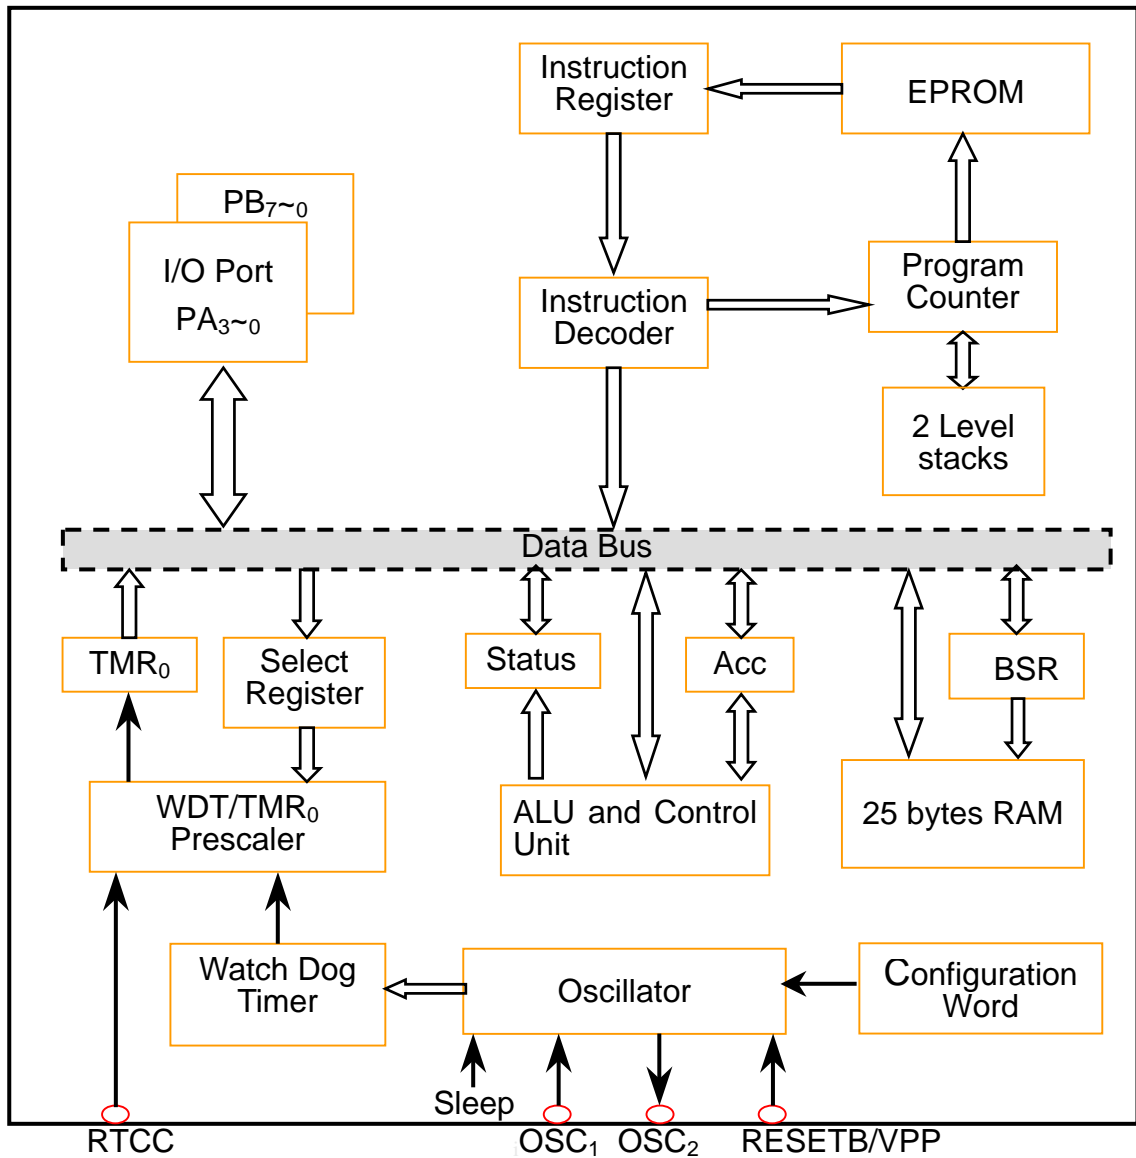 Instruction
Register
EPROM
PB7~0
I/O Port
PA3~0
Program
Counter
Instruction
Decoder
2 Level
stacks
Data Bus
TMR0
Select
Register
Status
Acc
BSR
WDT/TMR0
Prescaler
ALU and Control
Unit
25 bytes RAM
Watch Dog
Timer
Oscillator
Configuration
Word
Sleep
RTCC
OSC1
OSC2
RESETB/VPP